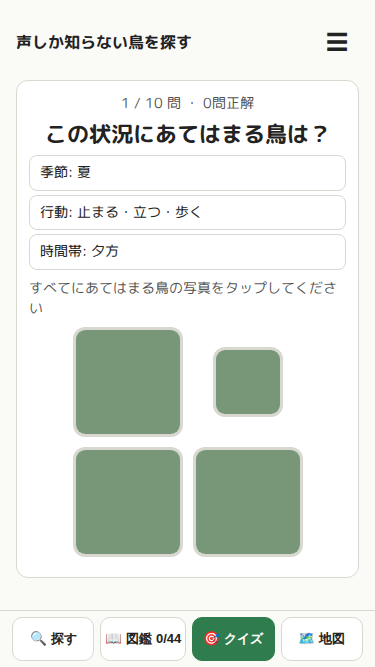 声しか知らない鳥を探す
1 / 10 問 · 0問正解
この状況にあてはまる鳥は？
季節: 夏
行動: 止まる・立つ・歩く
時間帯: 夕方
すべてにあてはまる鳥の写真をタップしてくださ
い
🔍 探す
📖 図鑑 0/44
🎯 クイズ
🗺️ 地図